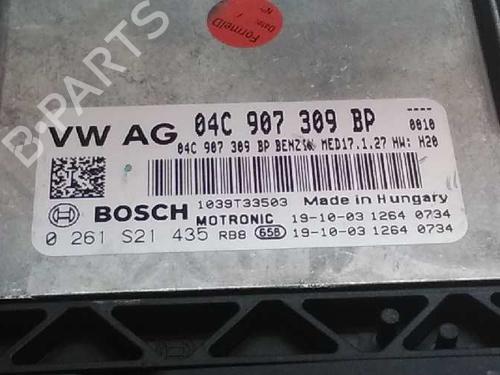 FormelD
Date:
N°:
VW AG 04C 907 309 BP
0010
04C 907 309 BP BENZIN MED17.1.27 HW: H20
1039T33503 Made in Hungary
BOSCH MOTRONIC 19-10-03 1264 0734
0 261 S21 435 RB8 658 19-10-03 1264 0734
B-Parts